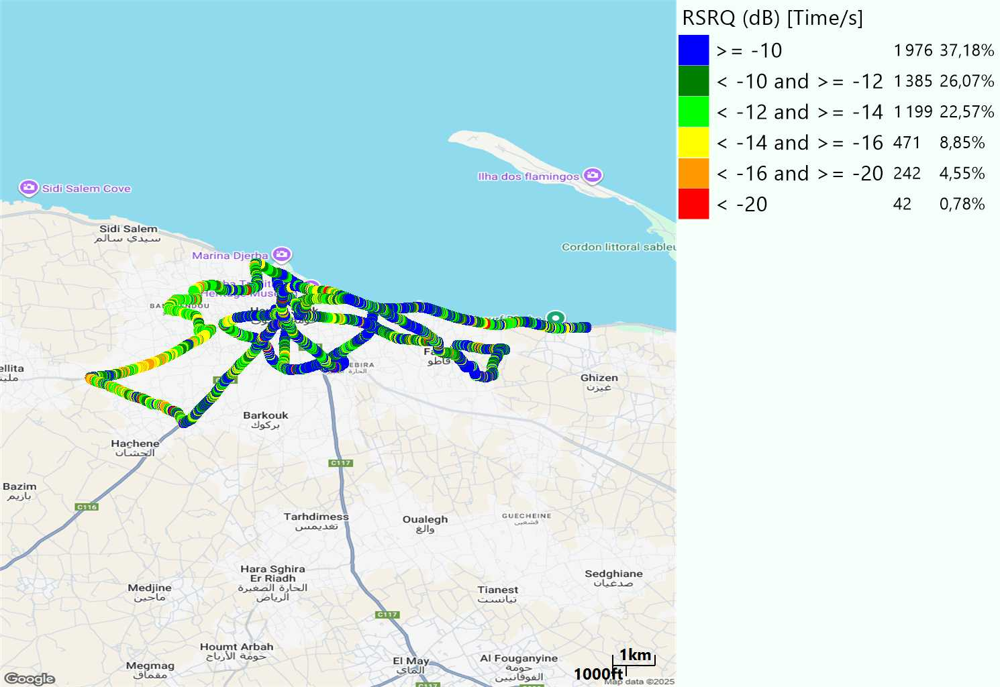 RSRQ (dB) [Time/s]
>= -10 1 976 37,18%
< -10 and >= -12 1 385 26,07%
< -12 and >= -14 1 199 22,57%
< -14 and >= -16 471 8,85%
< -16 and >= -20 242 4,55%
< -20 42 0,78%
Ilha dos flamingos
Sidi Salem Cove
Sidi Salem
سيدي سالم
Cordon littoral sableu
Marina Djerba
Ghizen
غيزن
فاتو
Barkouk
بركوك
Hachene
الحشان
C117
Bazim
بازيم
C116
Tarhdimess
تغديمس
Oualegh
والغ
GUECHEINE
قشعيي
Hara Sghira
Er Riadh
الحارة الصغيرة
الرياض
Sedghiane
صدغيان
Medjine
ماجين
Tianest
تيانست
C117
Houmt Arbah
حومة الأرباح
Megmag
مقماق
El May
الماي
Al Fouganyine
حومة
الفوقانيين
1km
1000ft
C117
Google
Map data ©2025